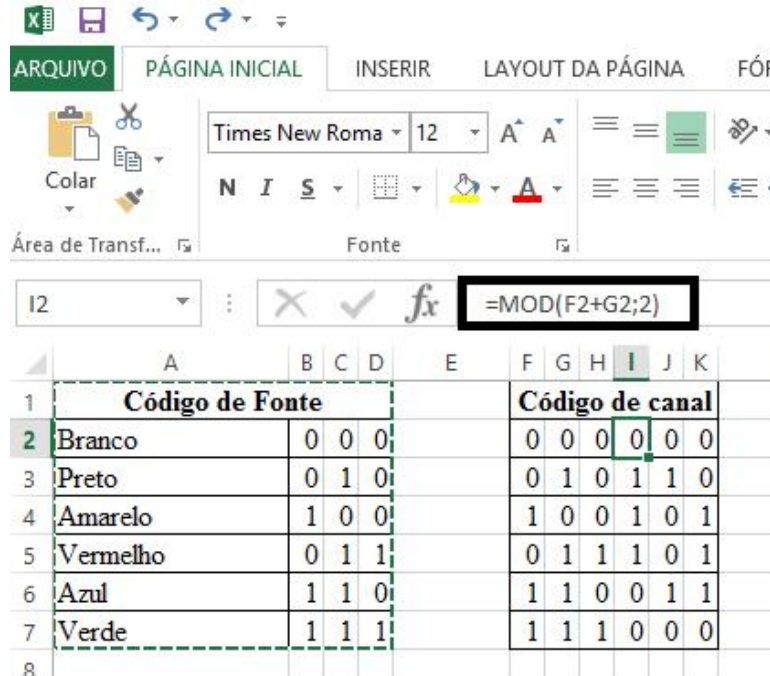 ARQUIVO PÁGINA INICIAL INSERIR LAYOUT DA PÁGINA FÓR
Times New Roma 12 A A
Colar
N I S A
Área de Transf... Fonte
I2 fx =MOD(F2+G2;2)
A B C D E F G H I J K
1 Código de Fonte Código de canal
2 Branco 0 0 0 0 0 0 0 0 0
3 Preto 0 1 0 0 1 0 1 1 0
4 Amarelo 1 0 0 1 0 0 1 0 1
5 Vermelho 0 1 1 0 1 1 1 0 1
6 Azul 1 1 0 1 1 0 0 1 1
7 Verde 1 1 1 1 1 1 0 0 0
8